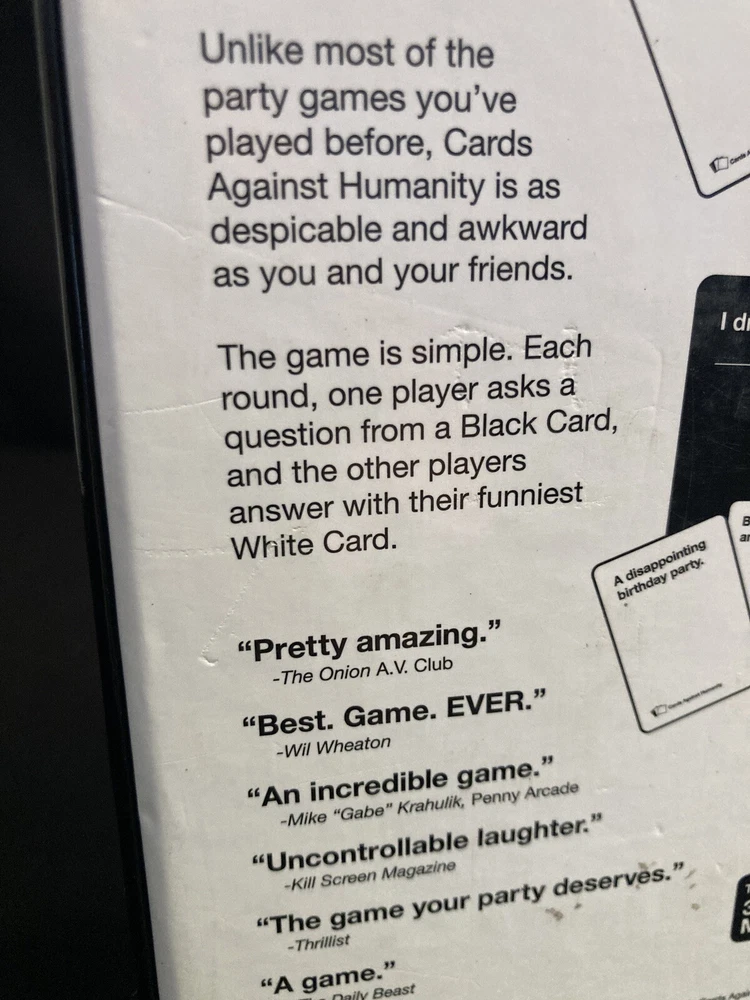 Unlike most of the
party games you've
played before, Cards
Against Humanity is as
despicable and awkward
as you and your friends.
The game is simple. Each
round, one player asks a
question from a Black Card,
and the other players
answer with their funniest
White Card.
I d
A disappointing
birthday party.
Cards Against Humanity
“Pretty amazing.”
-The Onion A.V. Club
“Best. Game. EVER.”
-Wil Wheaton
“An incredible game.”
-Mike “Gabe” Krahulik, Penny Arcade
“Uncontrollable laughter.”
-Kill Screen Magazine
“The game your party deserves.”
-Thrillist
“A game.”
Daily Beast